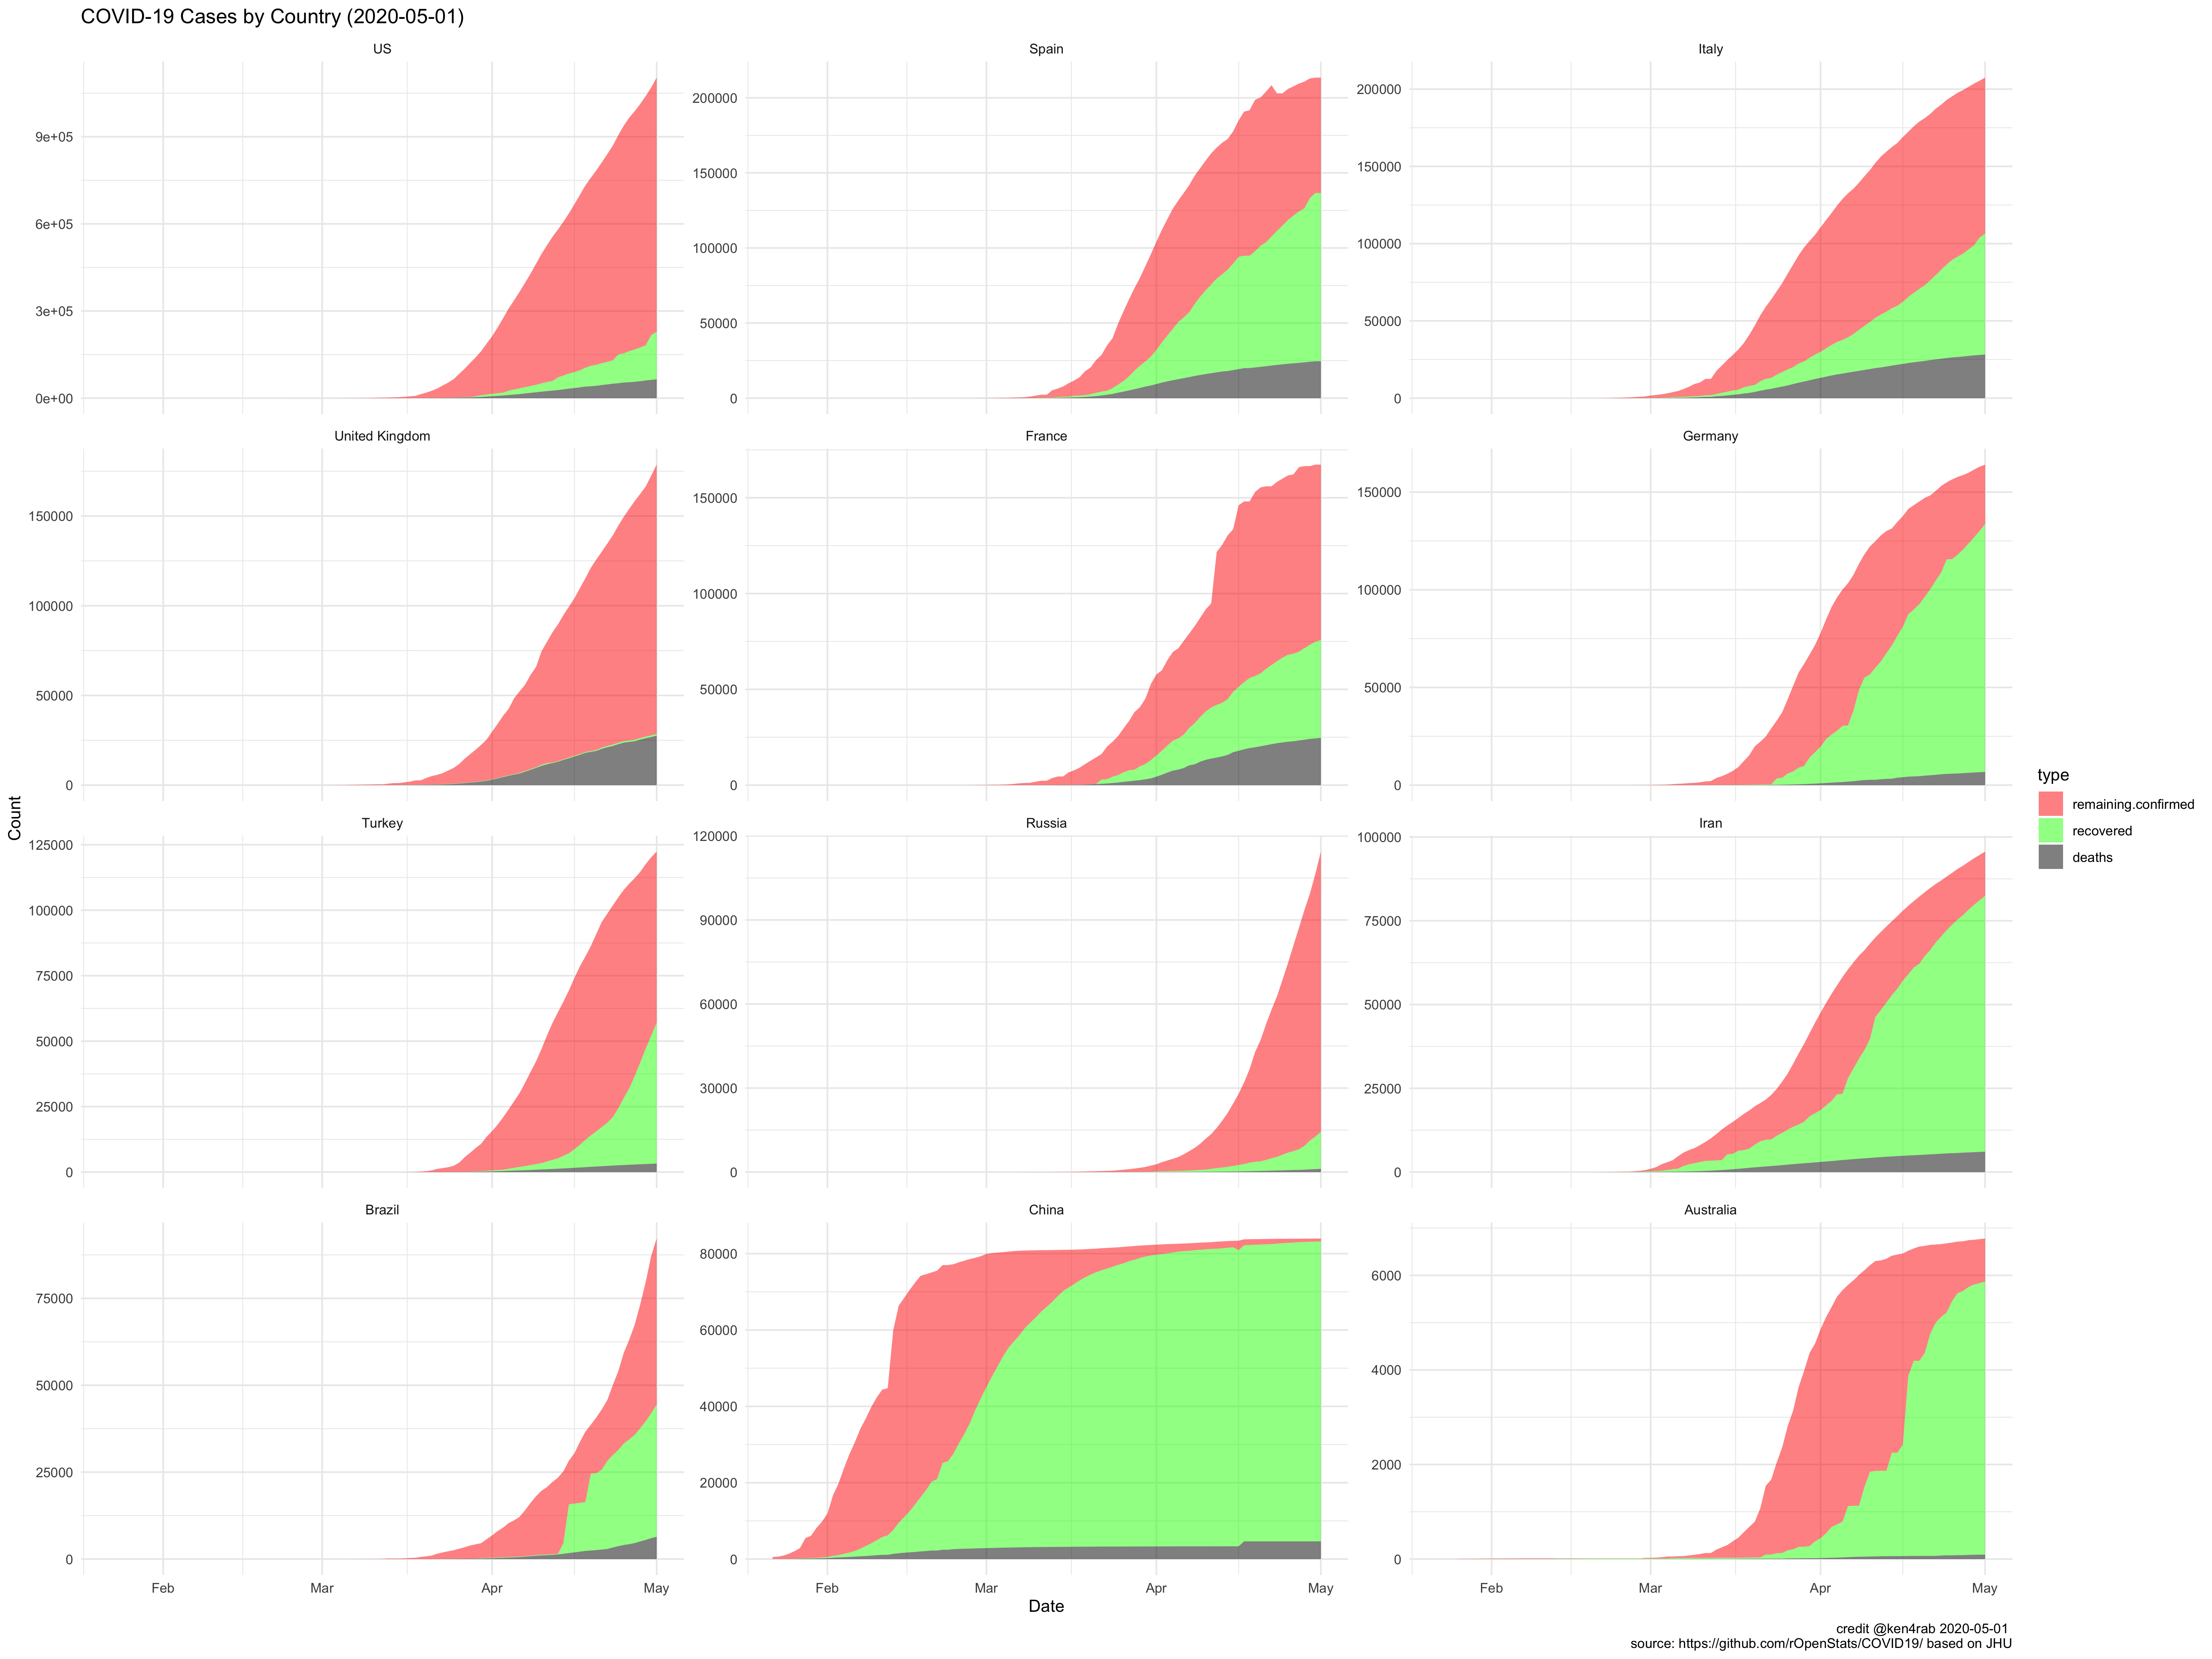 COVID-19 Cases by Country (2020-05-01)
US
Spain
Italy
9e+05
6e+05
3e+05
0e+00
200000
150000
100000
50000
0
200000
150000
100000
50000
0
United Kingdom
France
Germany
150000
100000
50000
0
150000
100000
50000
0
150000
100000
50000
0
Turkey
Russia
Iran
125000
100000
75000
50000
25000
0
120000
90000
60000
30000
0
100000
75000
50000
25000
0
Brazil
China
Australia
75000
50000
25000
0
80000
60000
40000
20000
0
6000
4000
2000
0
Feb Mar Apr May
Feb Mar Apr May
Feb Mar Apr May
Count
Date
type
remaining.confirmed
recovered
deaths
credit @ken4rab 2020-05-01
source: https://github.com/rOpenStats/COVID19/ based on JHU